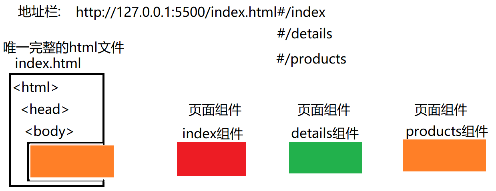 地址栏: http://127.0.0.1:5500/index.html#/index
#/details
#/products
唯一完整的html文件
index.html
<html>
<head>
<body>
页面组件 页面组件 页面组件
index组件 details组件 products组件